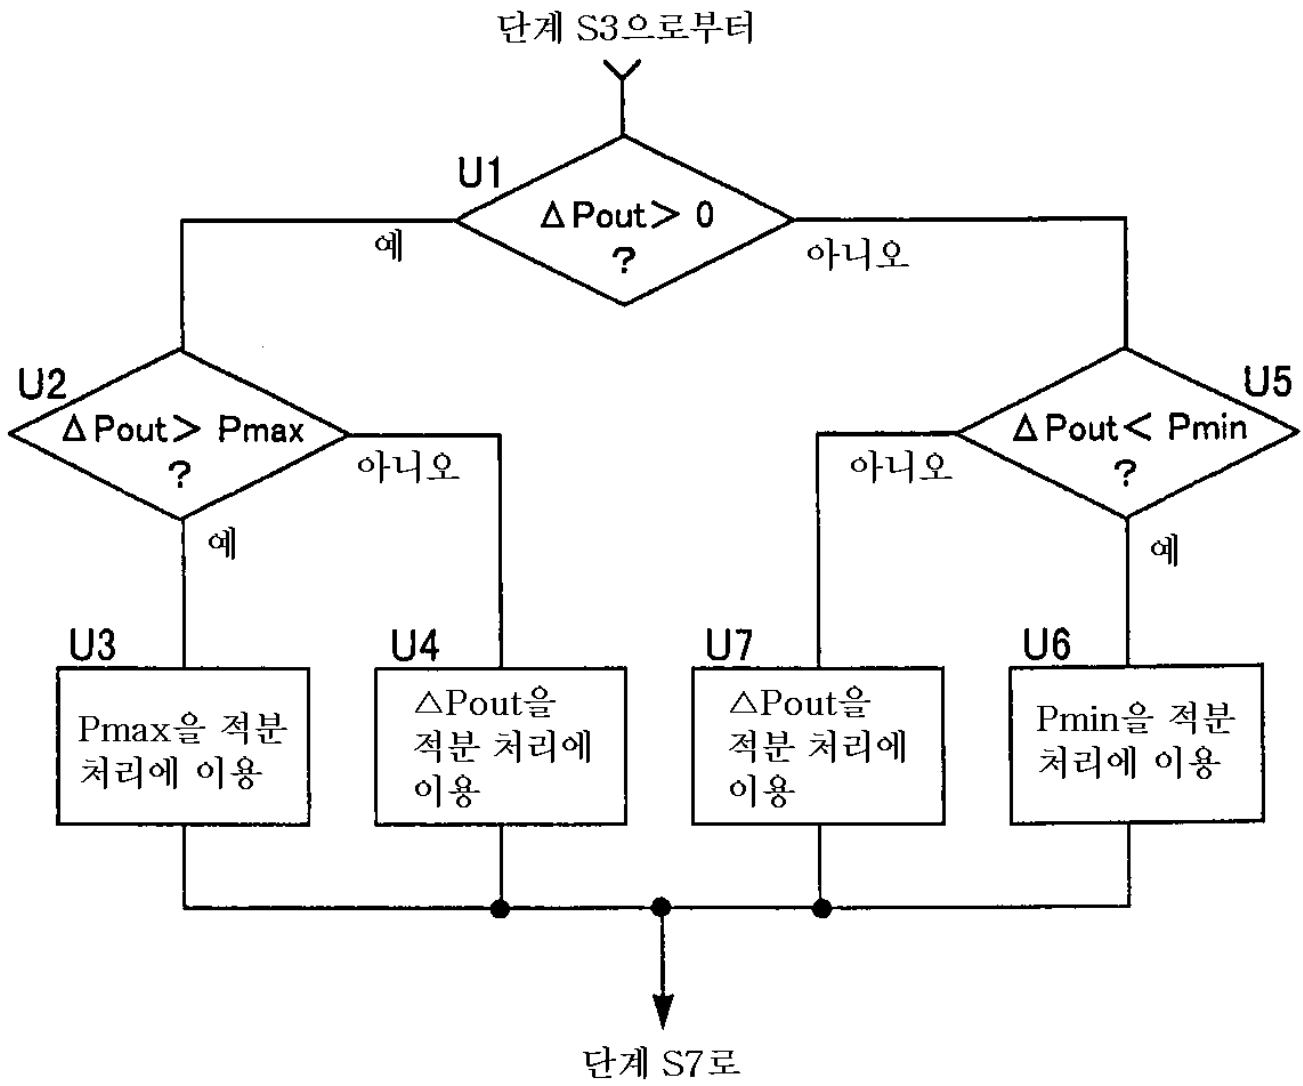 단계 S3으로부터
U1
ΔPout> 0
?
예
아니오
U2
ΔPout> Pmax
?
아니오
예
U5
ΔPout< Pmin
?
아니오
예
U3
Pmax을 적분
처리에 이용
U4
△Pout을
적분 처리에
이용
U7
△Pout을
적분 처리에
이용
U6
Pmin을 적분
처리에 이용
단계 S7로